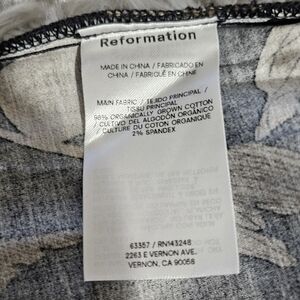 Reformation
MADE IN CHINA / FABRICADO EN
CHINA / FABRIQUÉ EN CHINE
MAIN FABRIC / TEJIDO PRINCIPAL /
TISSU PRINCIPAL
98% ORGANICALLY GROWN COTTON
/ CULTIVO DEL ALGODÓN ORGÁNICO
/ CULTURE DU COTON ORGANIQUE
2% SPANDEX
63357 / RN143248
2263 E VERNON AVE.
VERNON, CA 90058